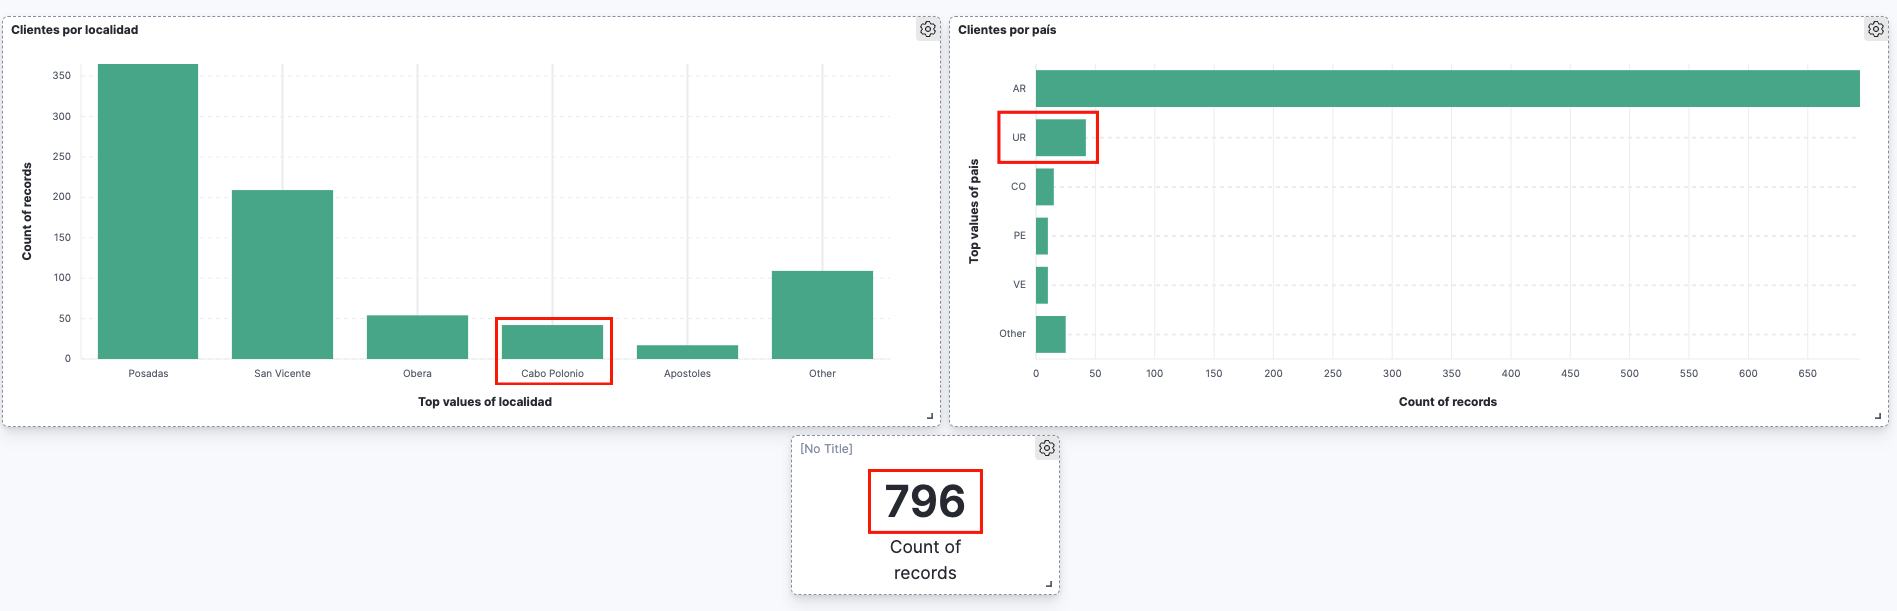 Clientes por localidad
Count of records
350
300
250
200
150
100
50
0
Posadas San Vicente Obera Cabo Polonio Apostoles Other
Top values of localidad
Clientes por país
Top values of pais
AR
UR
CO
PE
VE
Other
0 50 100 150 200 250 300 350 400 450 500 550 600 650
Count of records
[No Title]
796
Count of
records